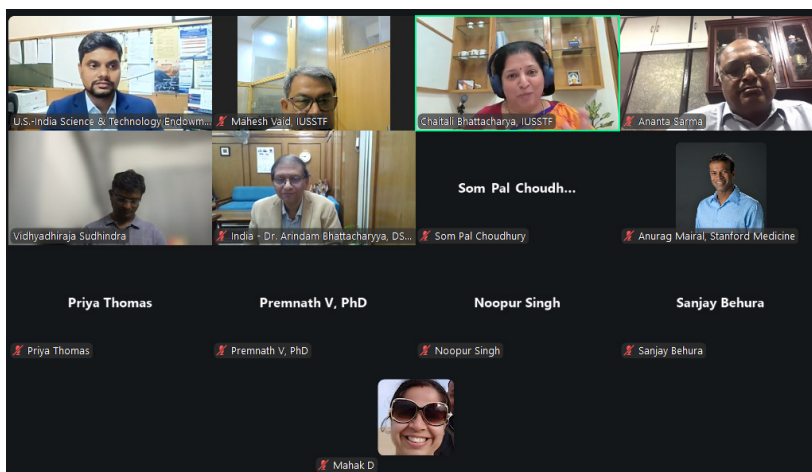 U.S.-India Science & Technology Endowm...
Mahesh Vaid, IUSSTF
Chaitali Bhattacharya, IUSSTF
Ananta Sarma
Vidhyadhiraja Sudhindra
India - Dr. Arindam Bhattacharyya, DS...
Som Pal Choudh...
Som Pal Choudhury
Anurag Mairal, Stanford Medicine
Priya Thomas
Premnath V, PhD
Noopur Singh
Sanjay Behura
Priya Thomas
Premnath V, PhD
Noopur Singh
Sanjay Behura
Mahak D